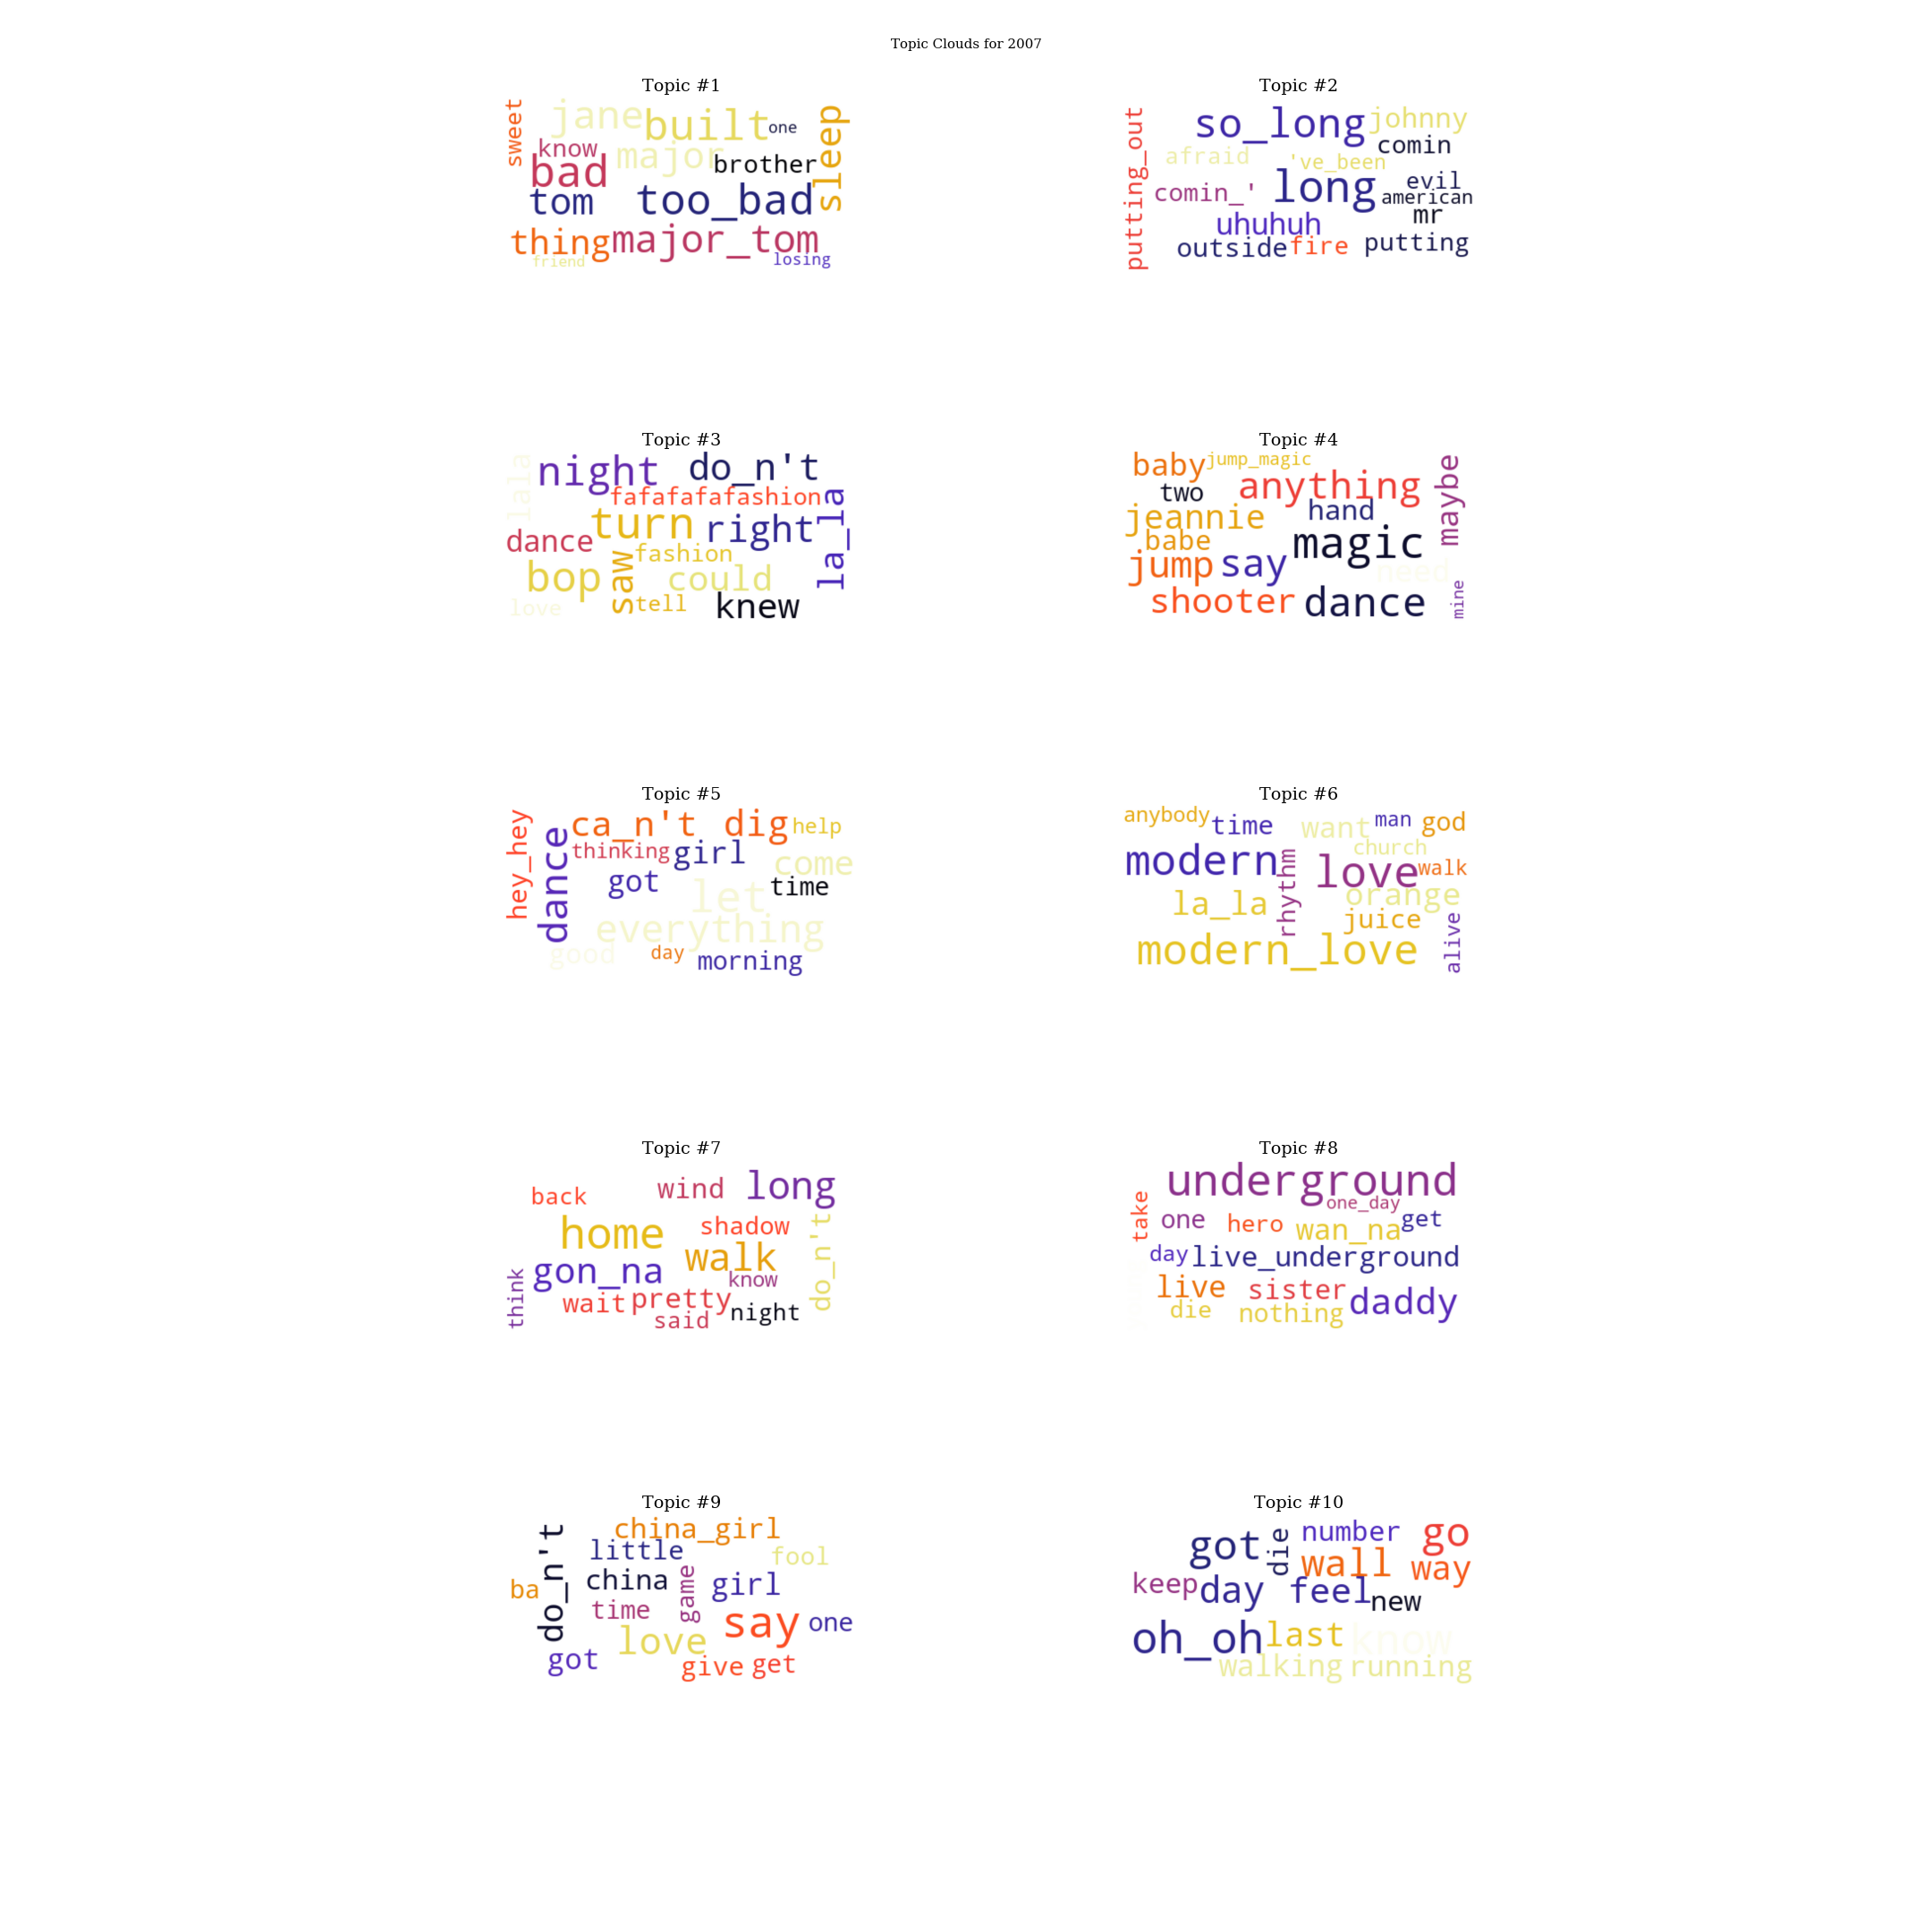 Topic Clouds for 2007
Topic #1
sweet
jane
built
one
sleep
know
major
brother
bad
tom
too_bad
thing
major_tom
friend
losing
Topic #2
putting_out
so_long
johnny
comin
afraid
've_been
comin_'
long
evil
american
mr
uhuhuh
outside
fire
putting
Topic #3
lala
night
do_n't
fafafafafashion
turn
right
la_la
dance
fashion
bop
saw
could
love
tell
knew
Topic #4
baby
jump_magic
maybe
two
anything
jeannie
hand
babe
magic
jump
say
need
shooter
dance
mine
Topic #5
hey_hey
dance
ca_n't
dig
help
thinking
girl
come
got
let
time
everything
good
day
morning
Topic #6
anybody
time
want
man
god
church
modern
rhythm
love
walk
la_la
orange
juice
alive
modern_love
Topic #7
back
wind
long
home
shadow
do_n't
walk
gon_na
know
think
wait
pretty
night
said
Topic #8
underground
take
one_day
one
hero
wan_na
get
day
live_underground
live
sister
daddy
die
nothing
Topic #9
do_n't
china_girl
little
fool
ba
china
game
girl
time
say
one
love
got
give
get
Topic #10
got
die
number
go
wall
way
keep
day
feel
new
oh_oh
last
know
walking
running